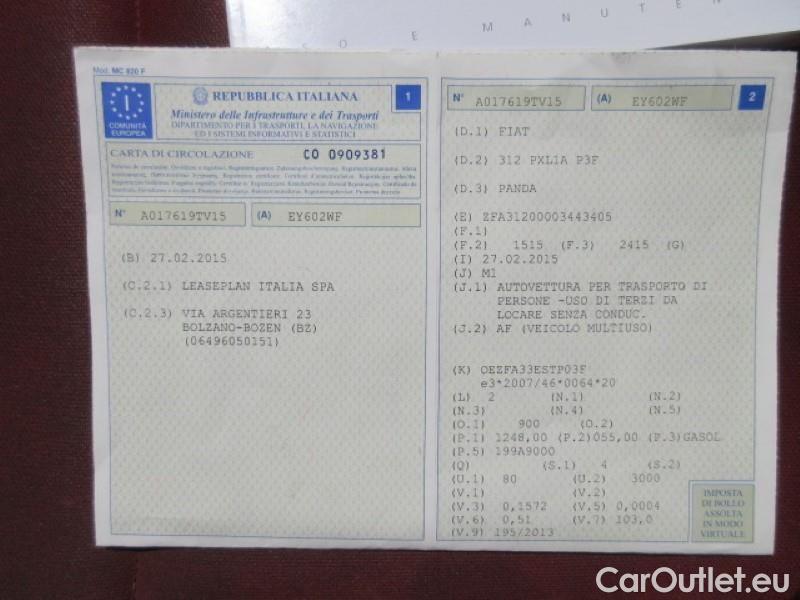 SO E MANUTEN
Mod. MC 820 F
I
COMUNITÀ
EUROPEA
REPUBBLICA ITALIANA
1
Ministero delle Infrastrutture e dei Trasporti
DIPARTIMENTO PER I TRASPORTI, LA NAVIGAZIONE
ED I SISTEMI INFORMATIVI E STATISTICI
CARTA DI CIRCOLAZIONE CO 0909381
N° A017619TV15 (A) EY602WF
(B) 27.02.2015
(C.2.1) LEASEPLAN ITALIA SPA
(C.2.3) VIA ARGENTIERI 23
BOLZANO-BOZEN (BZ)
(06496050151)
N° A017619TV15 (A) EY602WF 2
(D.1) FIAT
(D.2) 312 PXL1A P3F
(D.3) PANDA
(E) ZFA31200003443405
(F.1)
(F.2) 1515 (F.3) 2415 (G)
(I) 27.02.2015
(J) M1
(J.1) AUTOVETTURA PER TRASPORTO DI
PERSONE -USO DI TERZI DA
LOCARE SENZA CONDUC.
(J.2) AF (VEICOLO MULTIUSO)
(K) OEZFA33ESTP03F
e3*2007/46*0064*20
(L) 2 (N.1) (N.2)
(N.3) (N.4) (N.5)
(O.1) 900 (O.2)
(P.1) 1248,00 (P.2)055,00 (P.3)GASOL
(P.5) 199A9000
(Q) (S.1) 4 (S.2)
(U.1) 80 (U.2) 3000
(V.1) (V.2)
(V.3) 0,1572 (V.5) 0,0004
(V.6) 0,51 (V.7) 103,0
(V.9) 195/2013
IMPOSTA
DI BOLLO
ASSOLTA
IN MODO
VIRTUALE
CarOutlet.eu